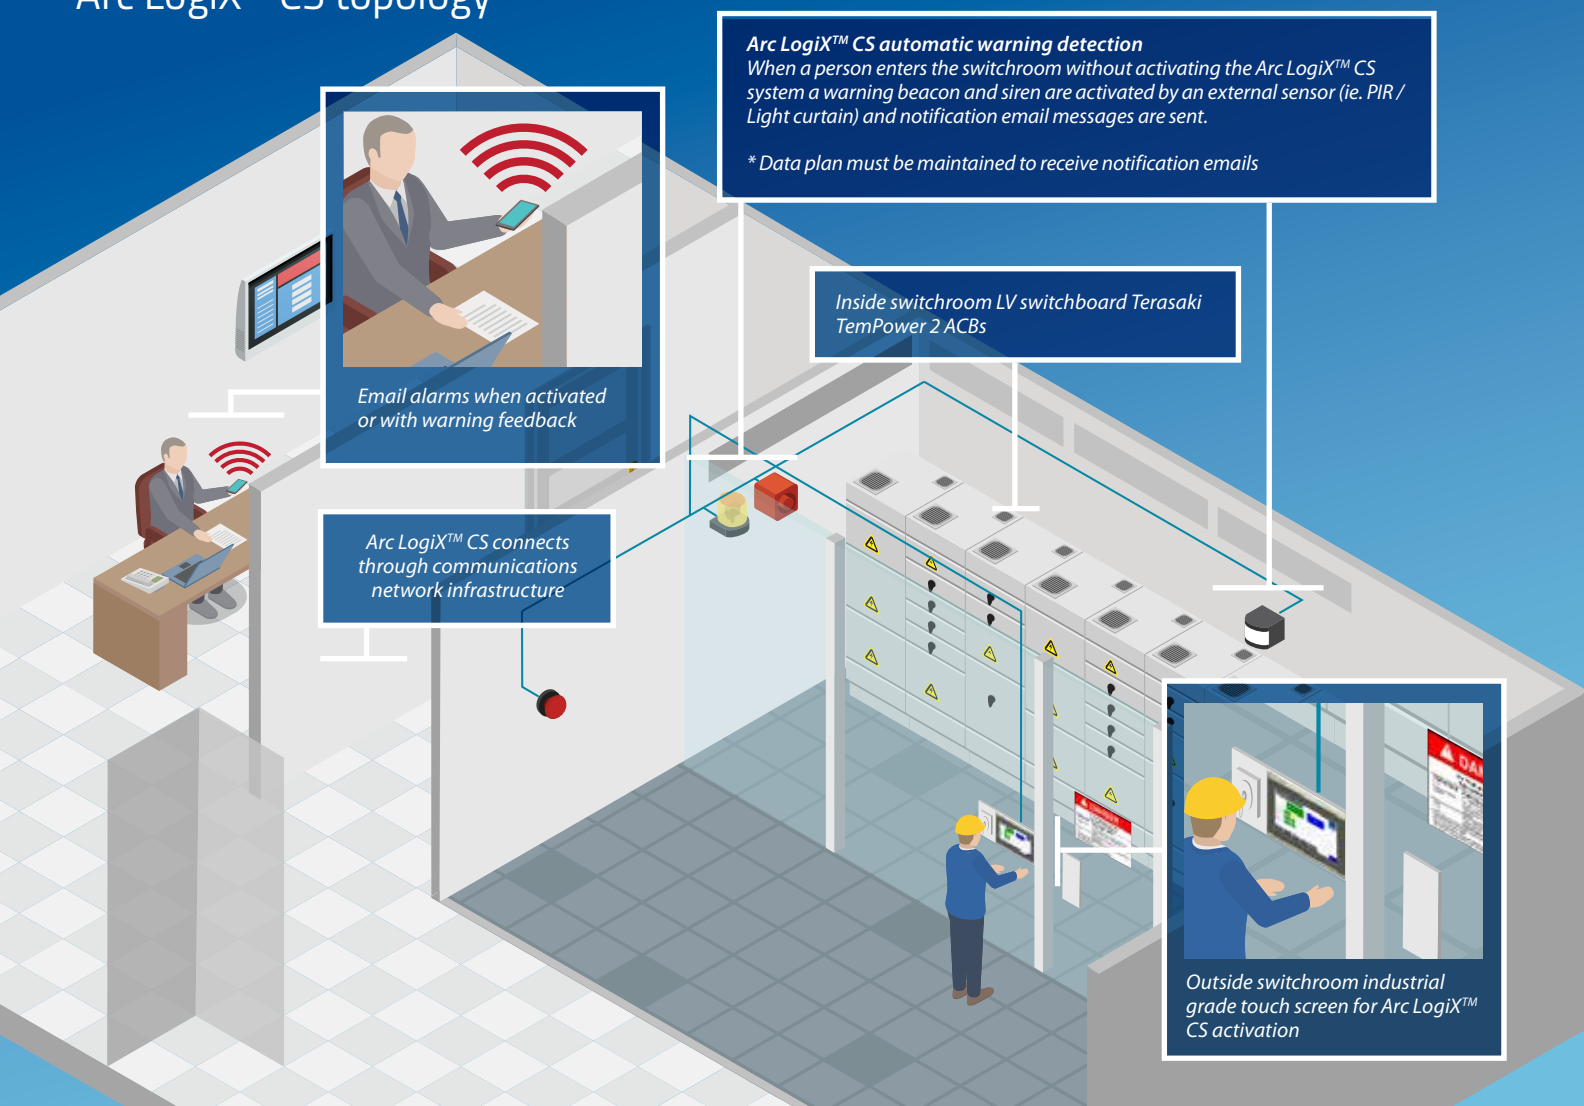 Arc LogiX™ CS topology
Arc LogiX™ CS automatic warning detection
When a person enters the switchroom without activating the Arc LogiX™ CS
system a warning beacon and siren are activated by an external sensor (ie. PIR /
Light curtain) and notification email messages are sent.
* Data plan must be maintained to receive notification emails
Inside switchroom LV switchboard Terasaki
TemPower 2 ACBs
Email alarms when activated
or with warning feedback
Arc LogiX™ CS connects
through communications
network infrastructure
Outside switchroom industrial
grade touch screen for Arc LogiX™
CS activation